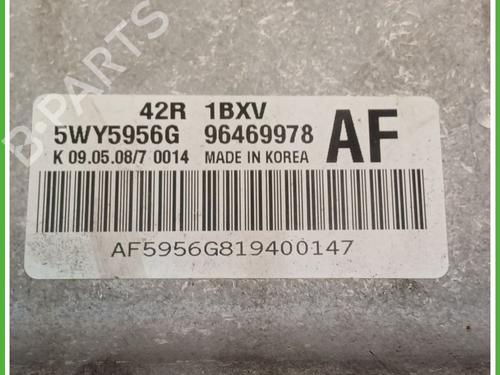 B-PARTS
42R 1BXV
5WY5956G 96469978 AF
K 09.05.08/7 0014 MADE IN KOREA
AF5956G819400147